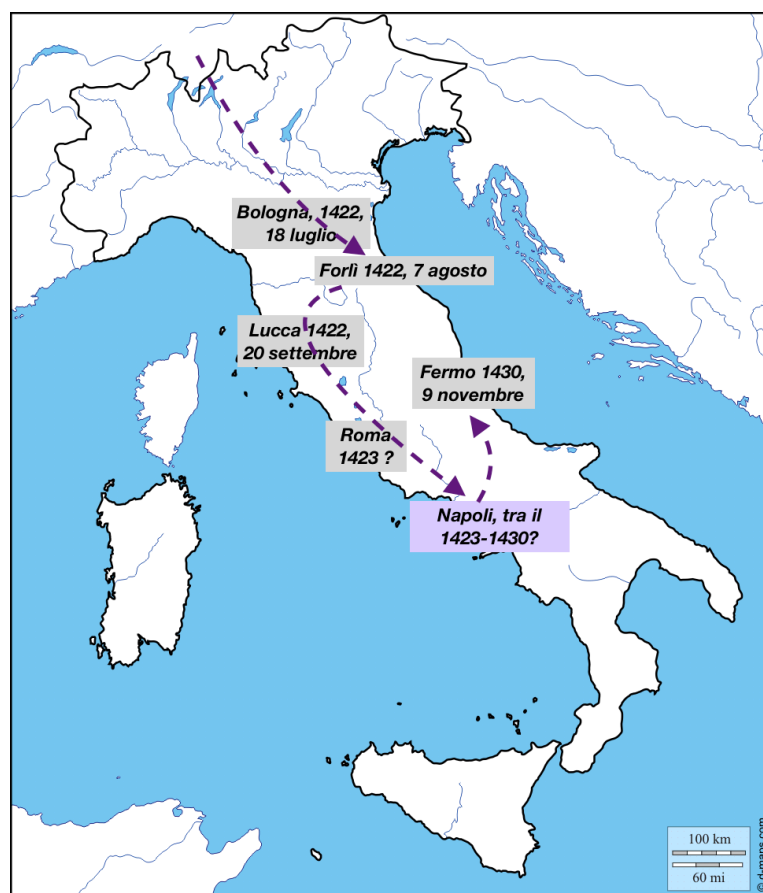 Bologna, 1422,
18 luglio
Forlì 1422, 7 agosto
Lucca 1422,
20 settembre
Fermo 1430,
9 novembre
Roma
1423 ?
Napoli, tra il
1423-1430?
100 km
60 mi
© d-maps.com